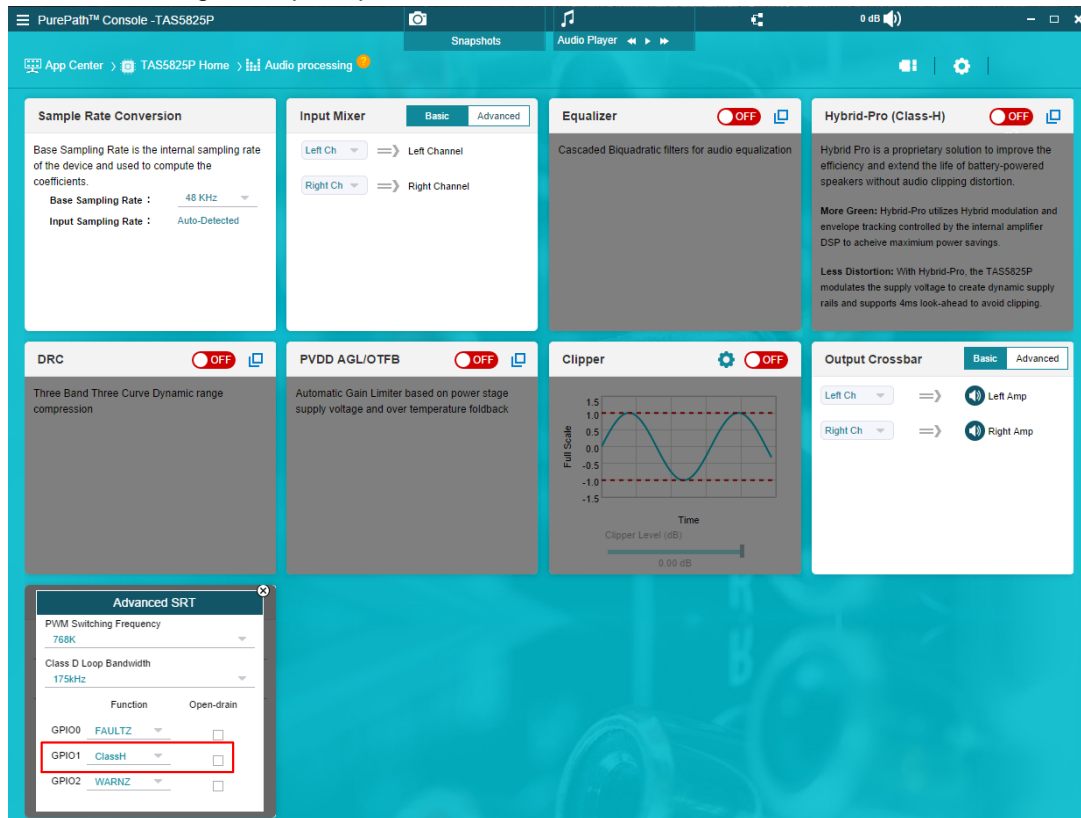 PurePath™ Console -TAS5825P
0 dB
Snapshots
Audio Player
App Center > TAS5825P Home > Audio processing ?
Sample Rate Conversion
Base Sampling Rate is the internal sampling rate
of the device and used to compute the
coefficients.
Base Sampling Rate : 48 KHz
Input Sampling Rate : Auto-Detected
Input Mixer
Basic Advanced
Left Ch => Left Channel
Right Ch => Right Channel
Equalizer
OFF
Cascaded Biquadratic filters for audio equalization
Hybrid-Pro (Class-H)
OFF
Hybrid Pro is a proprietary solution to improve the
efficiency and extend the life of battery-powered
speakers without audio clipping distortion.
More Green: Hybrid-Pro utilizes Hybrid modulation and
envelope tracking controlled by the internal amplifier
DSP to acheive maximium power savings.
Less Distortion: With Hybrid-Pro, the TAS5825P
modulates the supply voltage to create dynamic supply
rails and supports 4ms look-ahead to avoid clipping.
DRC
OFF
Three Band Three Curve Dynamic range
compression
PVDD AGL/OTFB
OFF
Automatic Gain Limiter based on power stage
supply voltage and over temperature foldback
Clipper
OFF
Full Scale
1.5
1.0
0.5
0.0
-0.5
-1.0
-1.5
Time
Clipper Level (dB)
0.00 dB
Output Crossbar
Basic Advanced
Left Ch => Left Amp
Right Ch => Right Amp
Advanced SRT
PWM Switching Frequency
768K
Class D Loop Bandwidth
175kHz
Function Open-drain
GPIO0 FAULTZ
GPIO1 ClassH
GPIO2 WARNZ